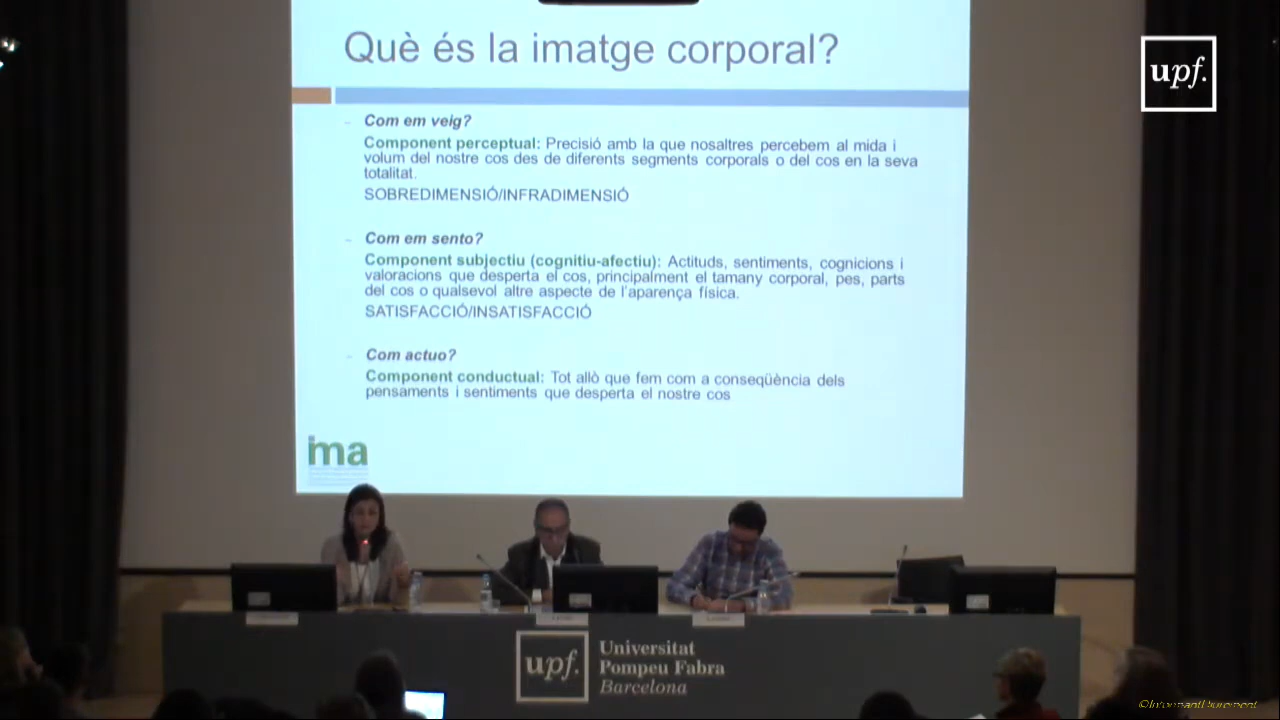 Què és la imatge corporal?
upf.
– Com em veig?
Component perceptual: Precisió amb la que nosaltres percebem al mida i
volum del nostre cos des de diferents segments corporals o del cos en la seva
totalitat.
SOBREDIMENSIÓ/INFRADIMENSIÓ
– Com em sento?
Component subjectiu (cognitiu-afectiu): Actituds, sentiments, cognicions i
valoracions que desperta el cos, principalment el tamany corporal, pes, parts
del cos o qualsevol altre aspecte de l'aparença física.
SATISFACCIÓ/INSATISFACCIÓ
– Com actuo?
Component conductual: Tot allò que fem com a conseqüència dels
pensaments i sentiments que desperta el nostre cos
ima
upf.
Universitat
Pompeu Fabra
Barcelona